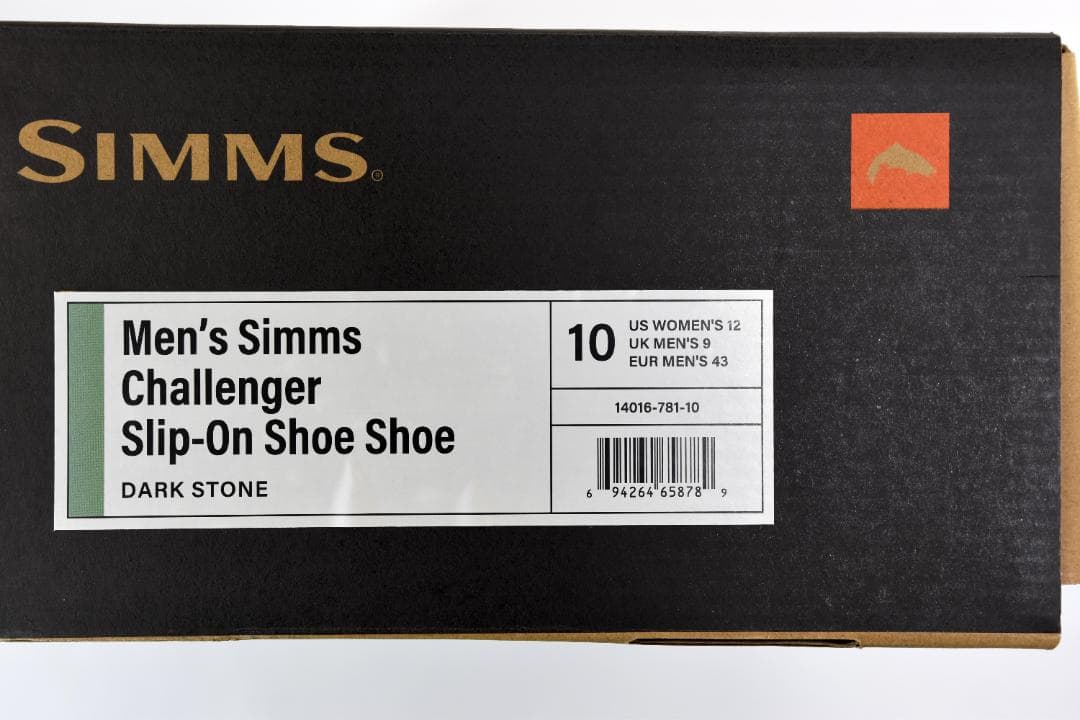 SIMMS®
Men's Simms
Challenger
Slip-On Shoe Shoe
DARK STONE
10
US WOMEN'S 12
UK MEN'S 9
EUR MEN'S 43
14016-781-10
6 94264 65878 9